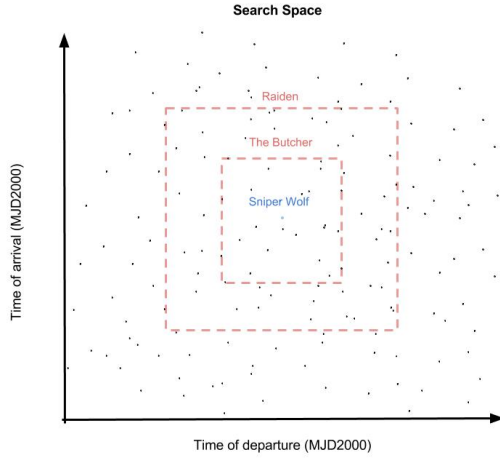 Search Space
Raiden
The Butcher
Sniper Wolf
Time of arrival (MJD2000)
Time of departure (MJD2000)